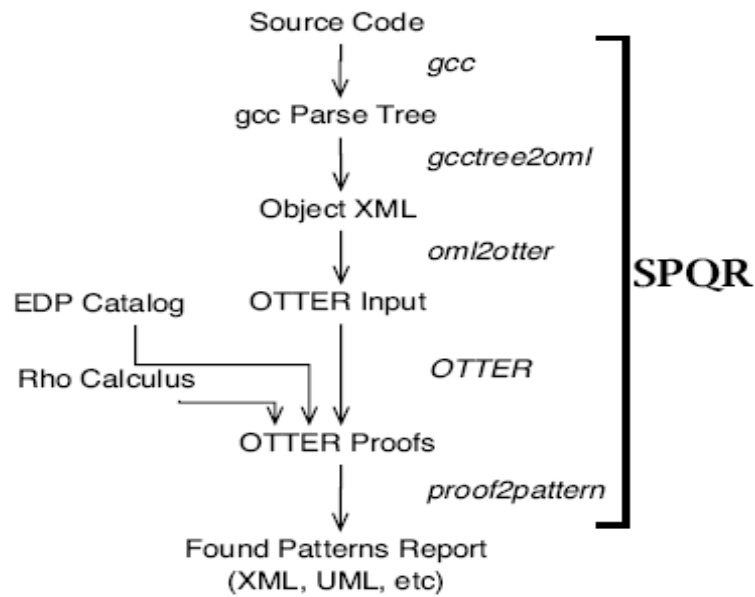 Source Code
gcc
gcc Parse Tree
gcctree2oml
Object XML
oml2otter
SPQR
EDP Catalog
OTTER Input
Rho Calculus
OTTER
OTTER Proofs
proof2pattern
Found Patterns Report
(XML, UML, etc)